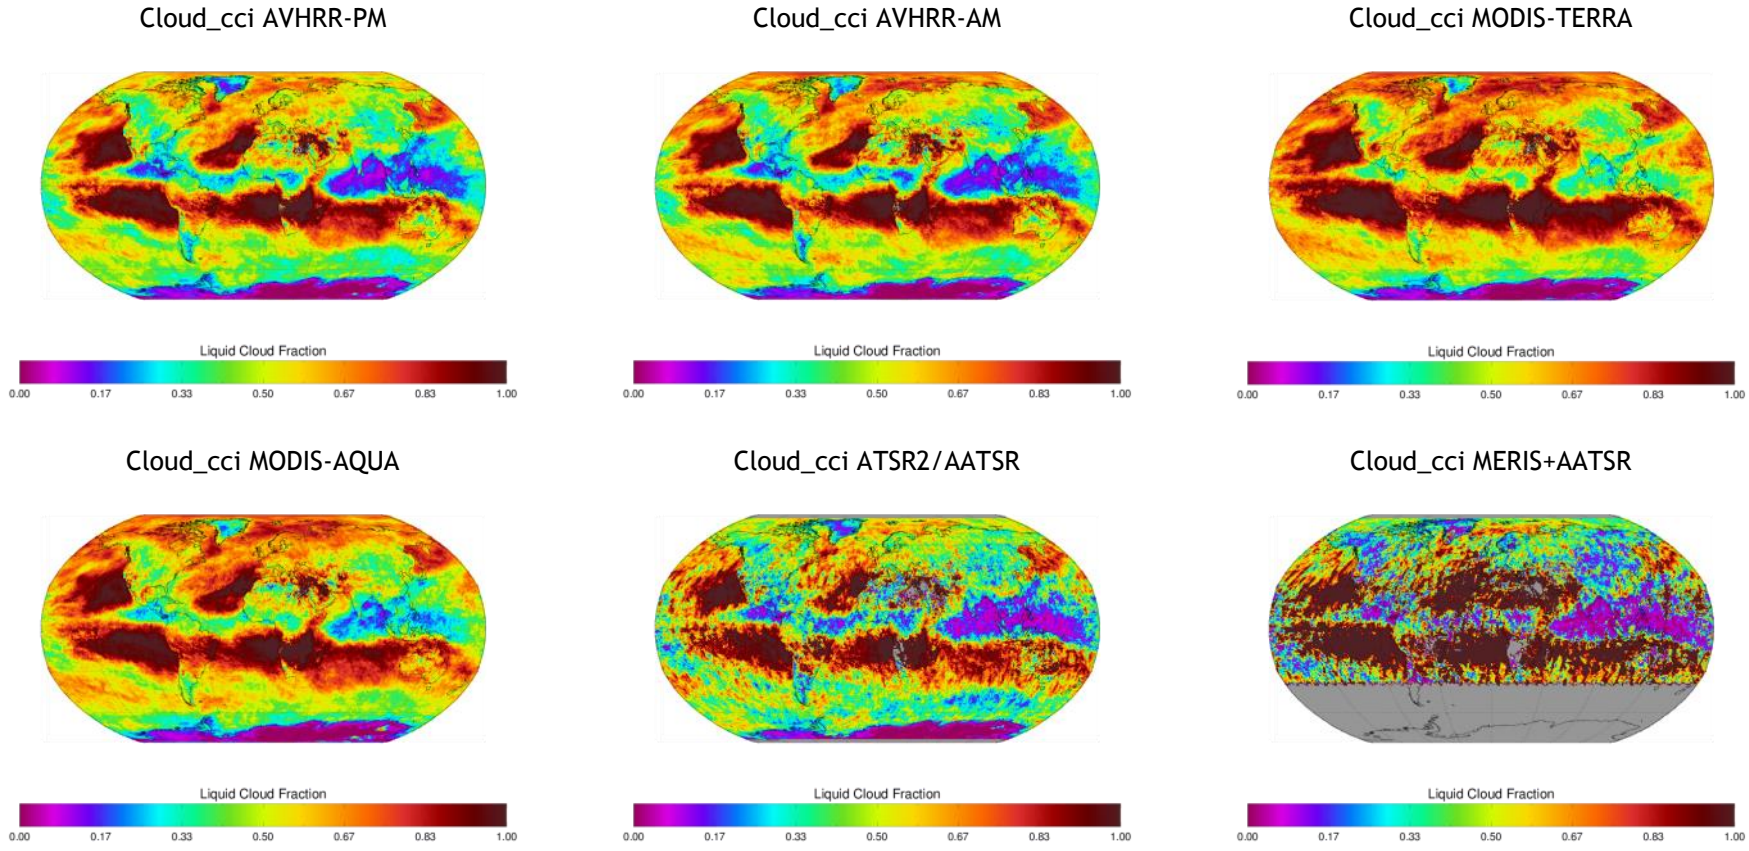 Cloud_cci AVHRR-PM
Cloud_cci AVHRR-AM
Cloud_cci MODIS-TERRA
Liquid Cloud Fraction
0.00 0.17 0.33 0.50 0.67 0.83 1.00
Liquid Cloud Fraction
0.00 0.17 0.33 0.50 0.67 0.83 1.00
Liquid Cloud Fraction
0.00 0.17 0.33 0.50 0.67 0.83 1.00
Cloud_cci MODIS-AQUA
Cloud_cci ATSR2/AATSR
Cloud_cci MERIS+AATSR
Liquid Cloud Fraction
0.00 0.17 0.33 0.50 0.67 0.83 1.00
Liquid Cloud Fraction
0.00 0.17 0.33 0.50 0.67 0.83 1.00
Liquid Cloud Fraction
0.00 0.17 0.33 0.50 0.67 0.83 1.00